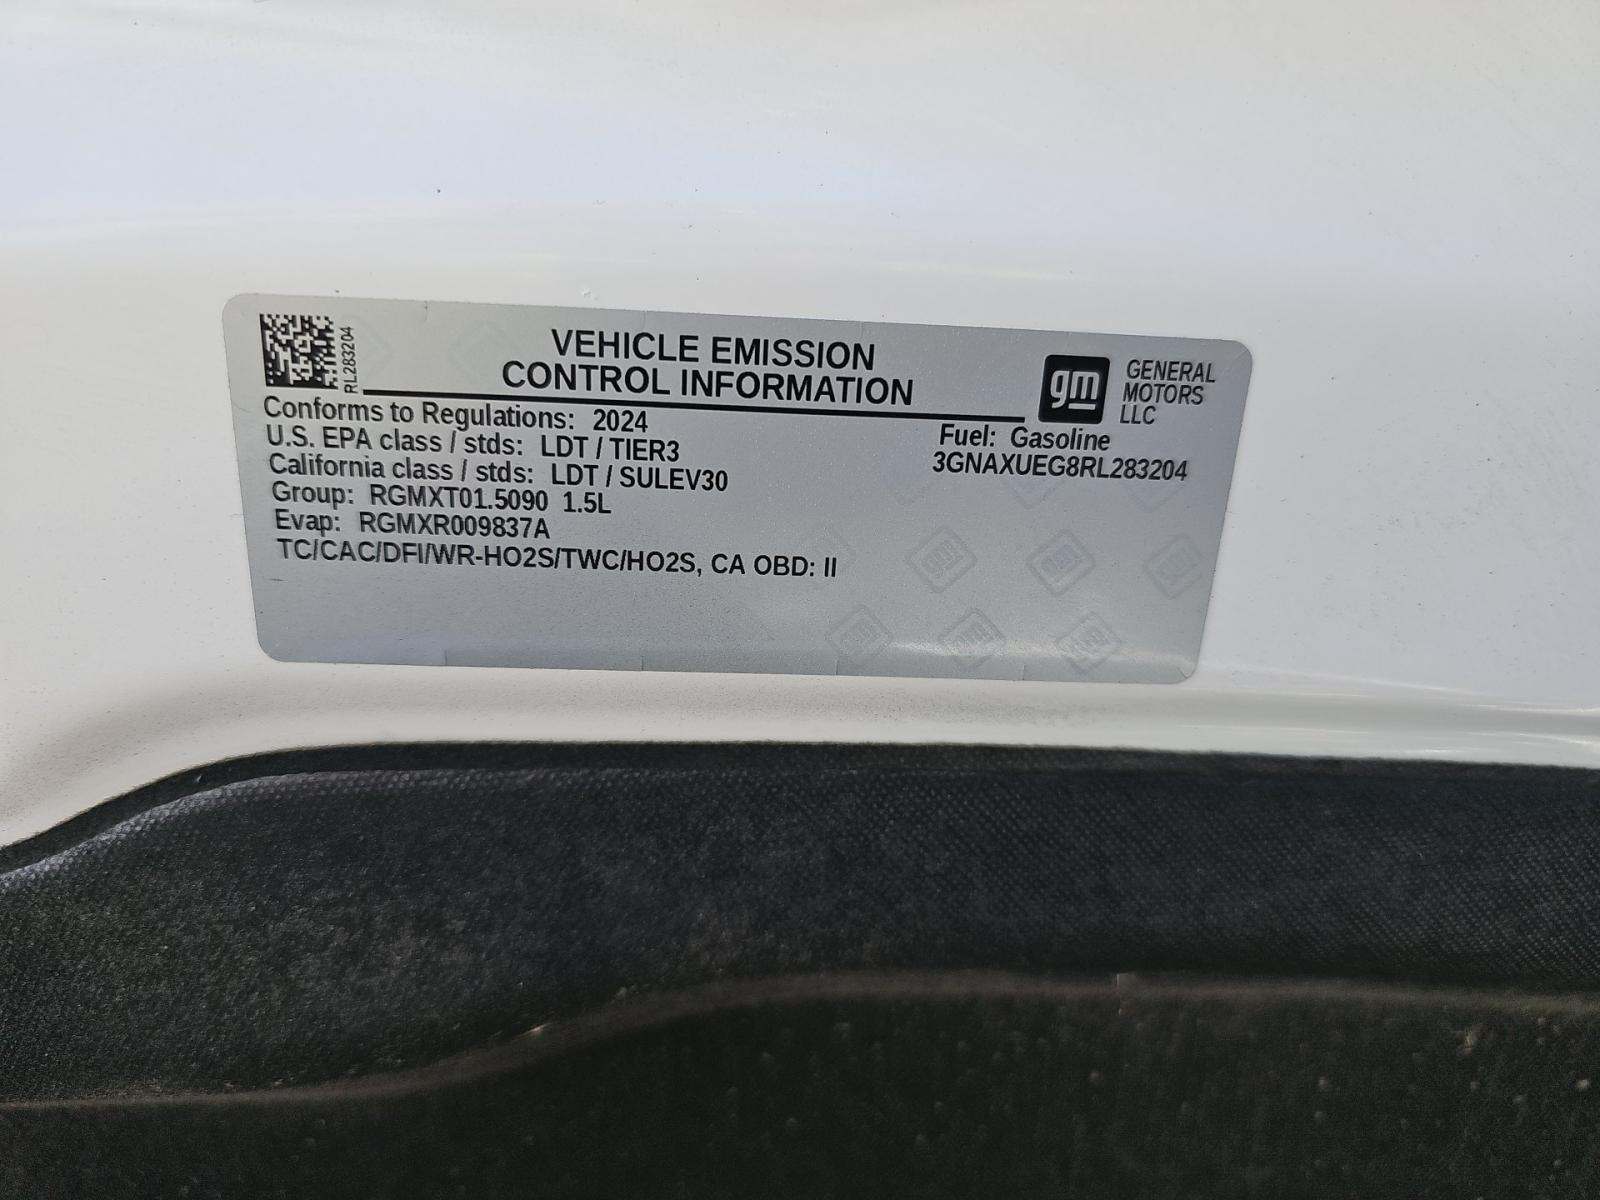 RL283204
VEHICLE EMISSION
CONTROL INFORMATION
gm
GENERAL
MOTORS
LLC
Conforms to Regulations: 2024
U.S. EPA class / stds: LDT / TIER3
California class / stds: LDT / SULEV30
Group: RGMXT01.5090 1.5L
Evap: RGMXR009837A
TC/CAC/DFI/WR-HO2S/TWC/HO2S, CA OBD: II
Fuel: Gasoline
3GNAXUEG8RL283204